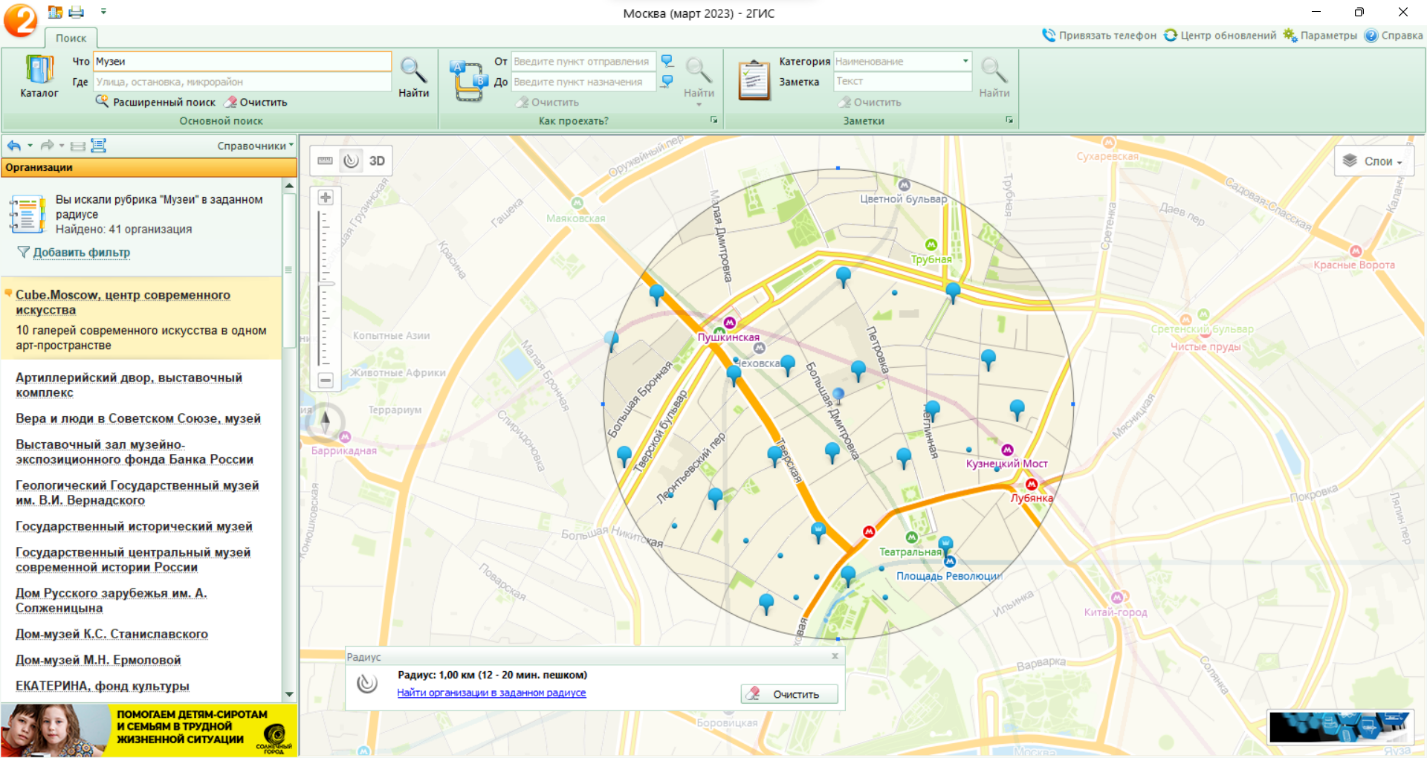 Москва (март 2023) - 2ГИС
Поиск
Привязать телефон
Центр обновлений
Параметры
Справка
Каталог
Что
Музеи
Где
Улица, остановка, микрорайон
Расширенный поиск
Очистить
Найти
Основной поиск
От
Введите пункт отправления
До
Введите пункт назначения
Очистить
Найти
Как проехать?
Категория
Наименование
Заметка
Текст
Очистить
Найти
Заметки
Справочники
Организации
Вы искали рубрика "Музеи" в заданном
радиусе
Найдено: 41 организация
Добавить фильтр
Cube.Moscow, центр современного
искусства
10 галерей современного искусства в одном
арт-пространстве
Артиллерийский двор, выставочный
комплекс
Вера и люди в Советском Союзе, музей
Выставочный зал музейно-
экспозиционного фонда Банка России
Геологический Государственный музей
им. В.И. Вернадского
Государственный исторический музей
Государственный центральный музей
современной истории России
Дом Русского зарубежья им. А.
Солженицына
Дом-музей К.С. Станиславского
Дом-музей М.Н. Ермоловой
ЕКАТЕРИНА, фонд культуры
ПОМОГАЕМ ДЕТЯМ-СИРОТАМ
И СЕМЬЯМ В ТРУДНОЙ
ЖИЗНЕННОЙ СИТУАЦИИ
СОЛНЕЧНЫЙ
ГОРОД
3D
Слои
Оружейный пер
Сухаревская
Садовая-Спасская
Цветной бульвар
Малая Дмитровка
Трубная
Сретенка
Даев пер
Маяковская
Гашека
Красина
Трубная
Красные Ворота
Копытные Азии
Малая Бронная
Пушкинская
Чеховская
Петровка
Сретенский бульвар
Чистые пруды
Животные Африки
Террариум
Большая Бронная
Тверской бульвар
Большая Дмитровка
Неглинная
Мясницкая
Баррикадная
Спиридоновка
Леонтьевский пер
Тверская
Кузнецкий Мост
Лубянка
Покровка
Лялин пер
Конюшковская
Большая Никитская
Театральная
Площадь Революции
Поварская
Ильинка
Китай-город
Варварка
Боровицкая
Яуза
Радиус
Радиус: 1,00 км (12 - 20 мин. пешком)
Найти организации в заданном радиусе
Очистить